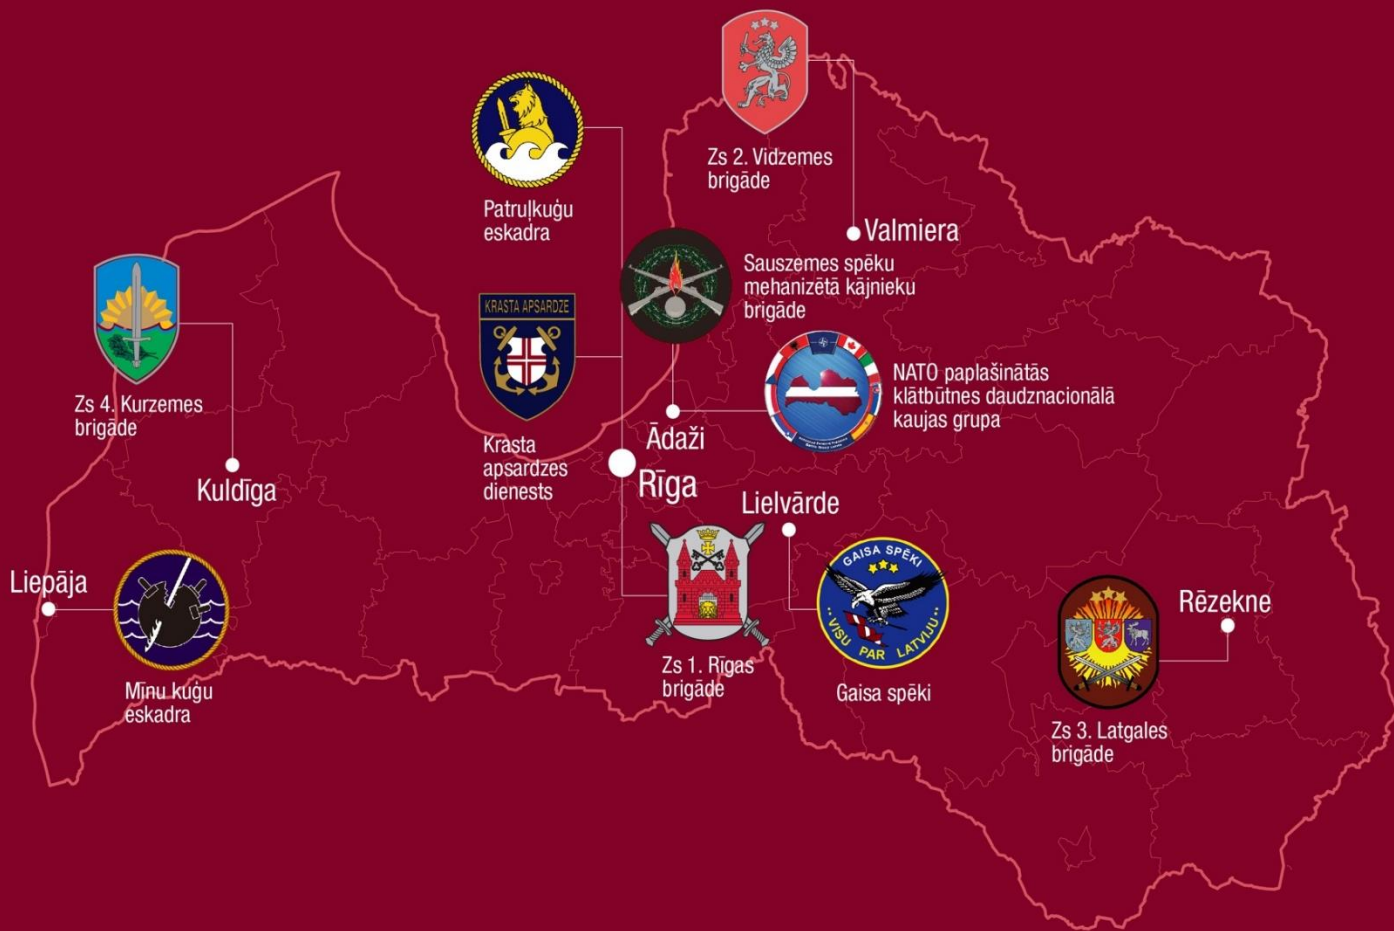 Zs 2. Vidzemes
brigāde
Valmiera
Patruļkuģu
eskadra
Sauszemes spēku
mehanizētā kājnieku
brigāde
KRASTA APSARDZE
Krasta
apsardzes
dienests
Zs 4. Kurzemes
brigāde
Kuldīga
NATO paplašinātās
klātbūtnes daudznacionālā
kaujas grupa
Ādaži
Rīga
Lielvārde
GAISA SPĒKI
VISU PAR LATVIJU
Gaisa spēki
Zs 1. Rīgas
brigāde
Liepāja
Mīnu kuģu
eskadra
Rēzekne
Zs 3. Latgales
brigāde